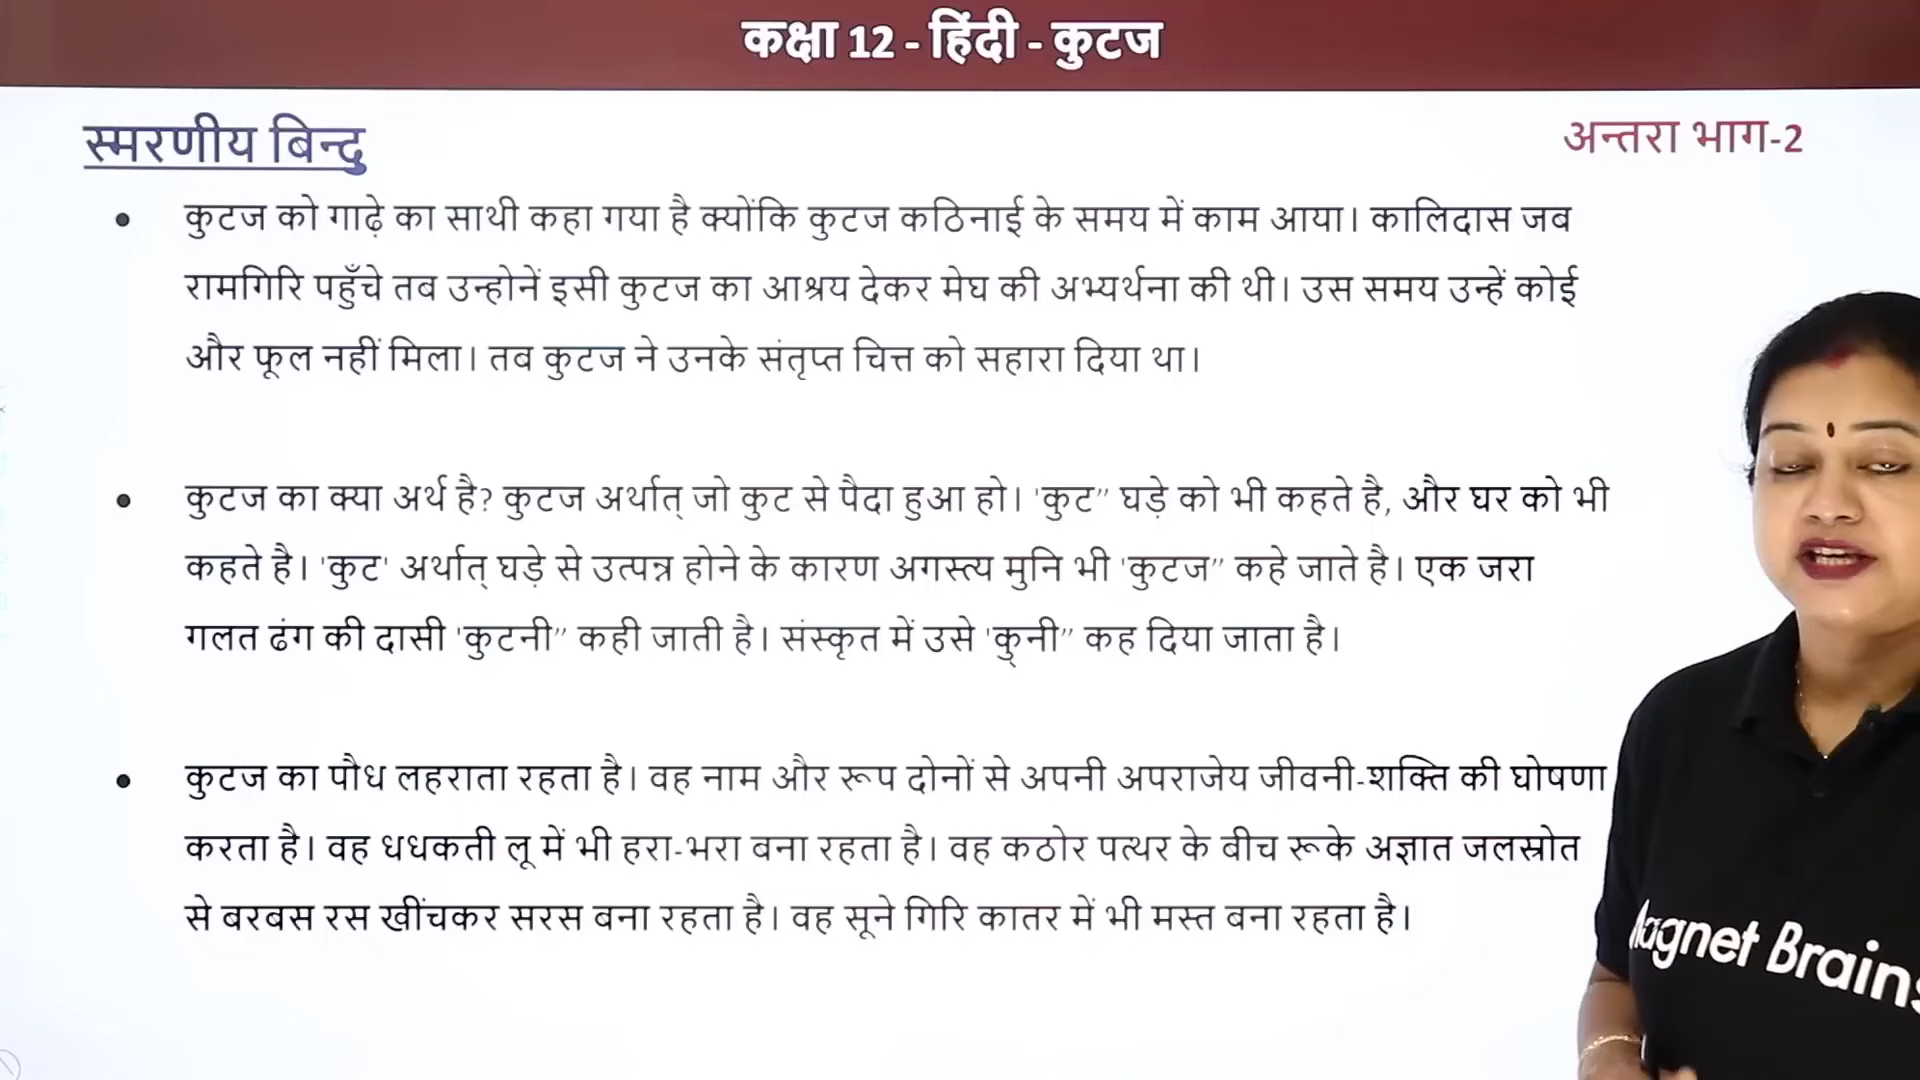 कक्षा 12 - हिंदी - कुटज
स्मरणीय बिन्दु
अन्तरा भाग-2
• कुटज को गाढ़े का साथी कहा गया है क्योंकि कुटज कठिनाई के समय में काम आया। कालिदास जब
रामगिरि पहुँचे तब उन्होनें इसी कुटज का आश्रय देकर मेघ की अभ्यर्थना की थी। उस समय उन्हें कोई
और फूल नहीं मिला। तब कुटज ने उनके संतृप्त चित्त को सहारा दिया था।
• कुटज का क्या अर्थ है? कुटज अर्थात् जो कुट से पैदा हुआ हो। 'कुट” घड़े को भी कहते है, और घर को भी
कहते है। 'कुट' अर्थात् घड़े से उत्पन्न होने के कारण अगस्त्य मुनि भी 'कुटज” कहे जाते है। एक जरा
गलत ढंग की दासी 'कुटनी” कही जाती है। संस्कृत में उसे 'कु्नी” कह दिया जाता है।
• कुटज का पौध लहराता रहता है। वह नाम और रूप दोनों से अपनी अपराजेय जीवनी-शक्ति की घोषणा
करता है। वह धधकती लू में भी हरा-भरा बना रहता है। वह कठोर पत्थर के बीच रूके अज्ञात जलस्रोत
से बरबस रस खींचकर सरस बना रहता है। वह सूने गिरि कातर में भी मस्त बना रहता है।
Magnet Brains